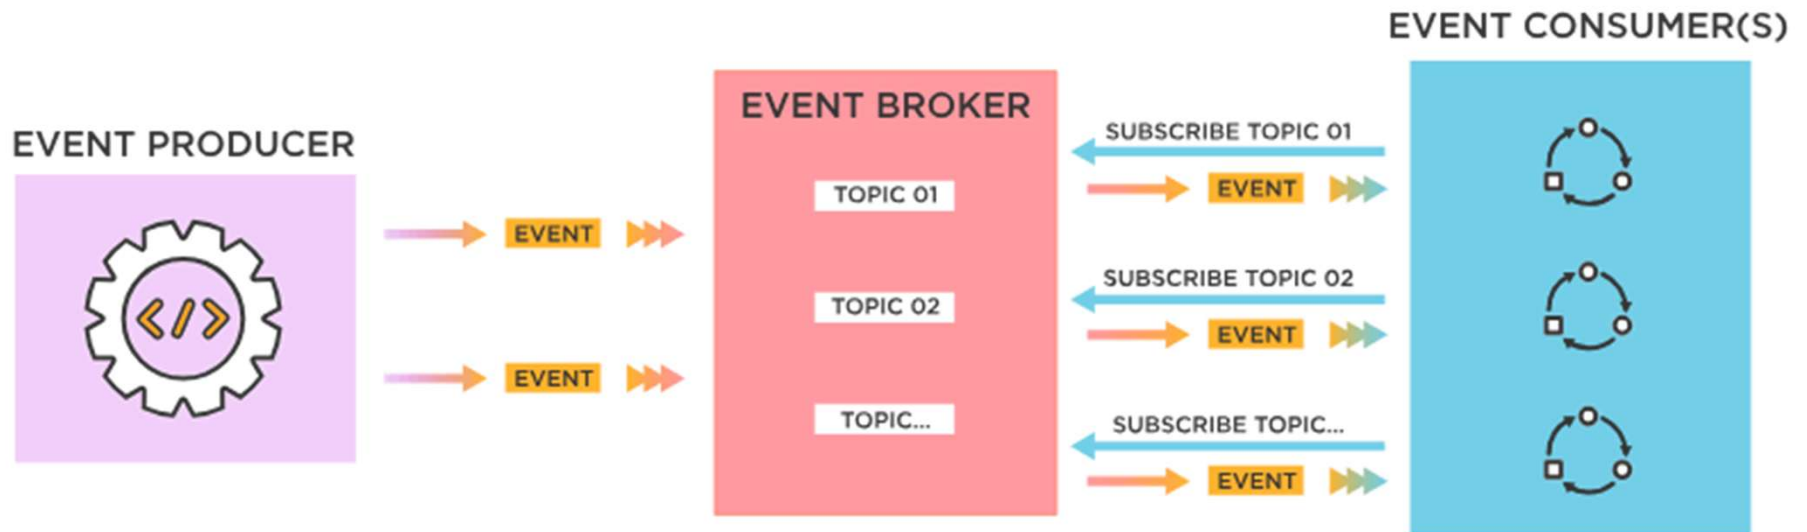 EVENT PRODUCER
</>
EVENT
EVENT
EVENT BROKER
TOPIC 01
TOPIC 02
TOPIC...
SUBSCRIBE TOPIC 01
EVENT
SUBSCRIBE TOPIC 02
EVENT
SUBSCRIBE TOPIC...
EVENT
EVENT CONSUMER(S)